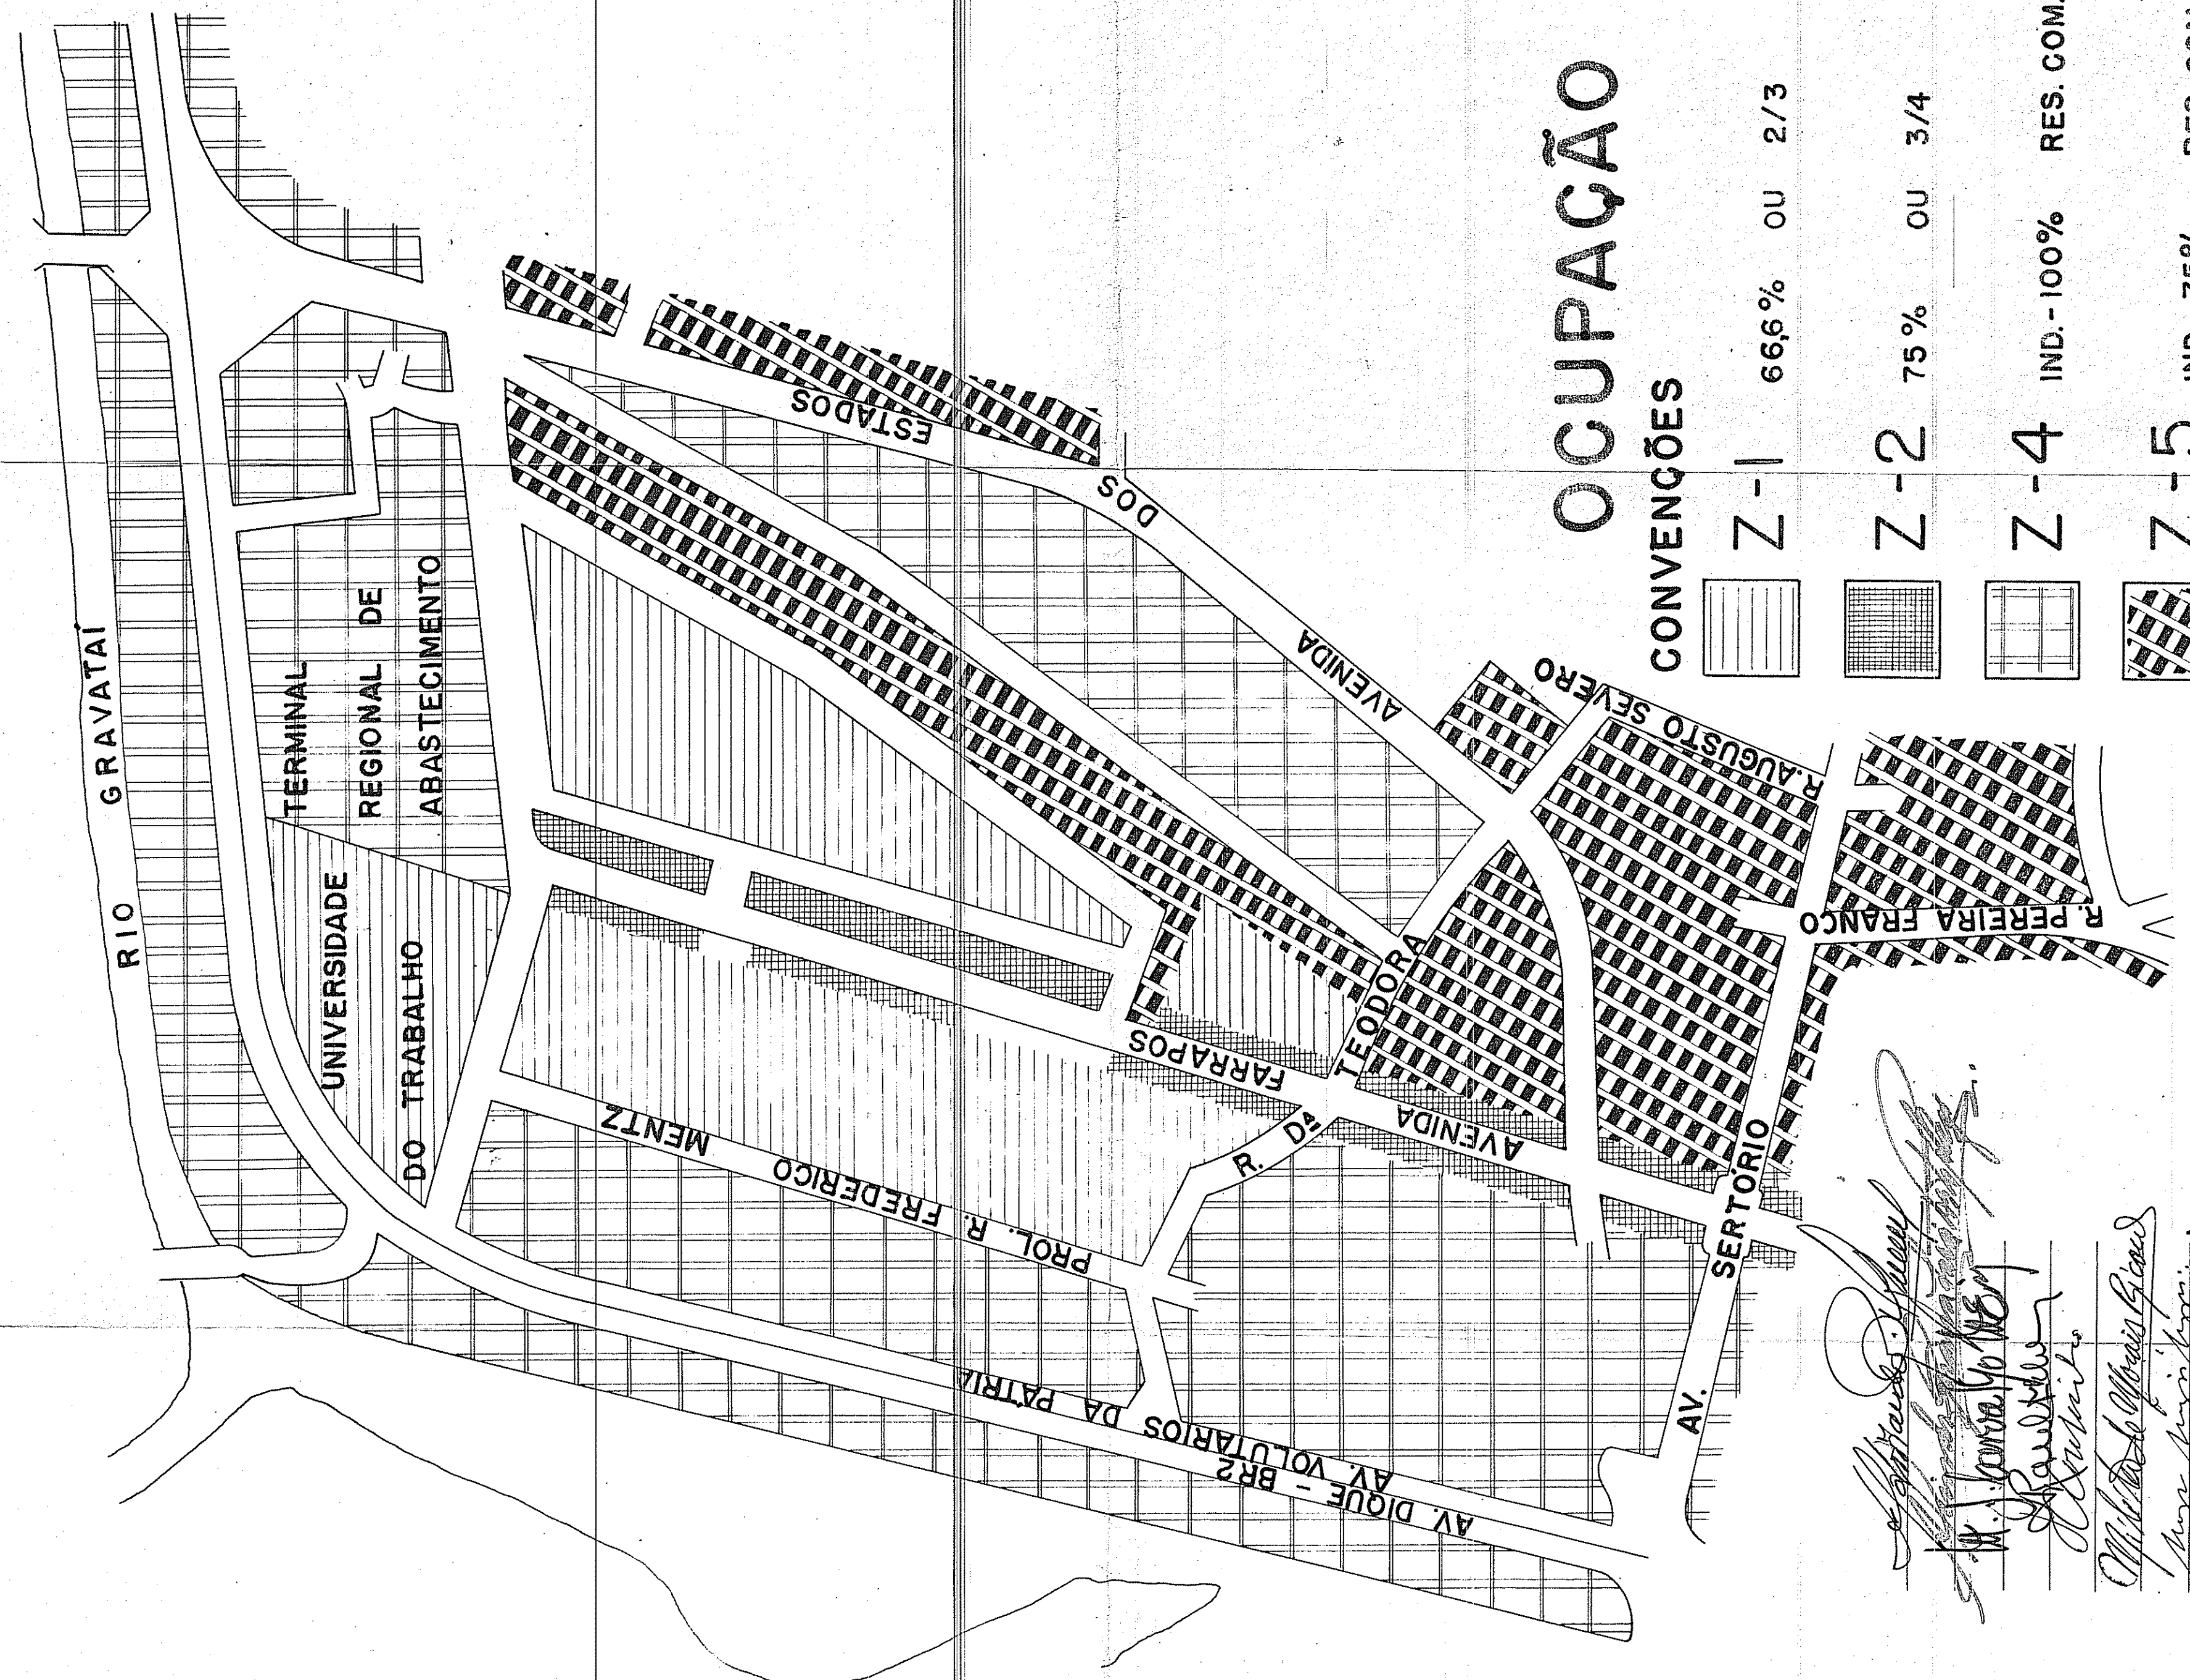 OCUPAÇÃO
CONVENÇÕES
Z-1 66,6% OU 2/3
Z-2 75% OU 3/4
Z-4 IND.-100% RES. COM.
Z-5
RIO GRAVATAÍ
TERMINAL
REGIONAL DE
ABASTECIMENTO
UNIVERSIDADE
DO TRABALHO
AVENIDA DOS ESTADOS
R. AUGUSTO SEVERO
R. PEREIRA FRANCO
AVENIDA FARRAPOS
R. Dª TEODORA
PROL. R. FREDERICO MENTZ
AV. VOLUTARIOS DA PÁTRIA
AV. DIQUE - BR2
AV. SERTÓRIO